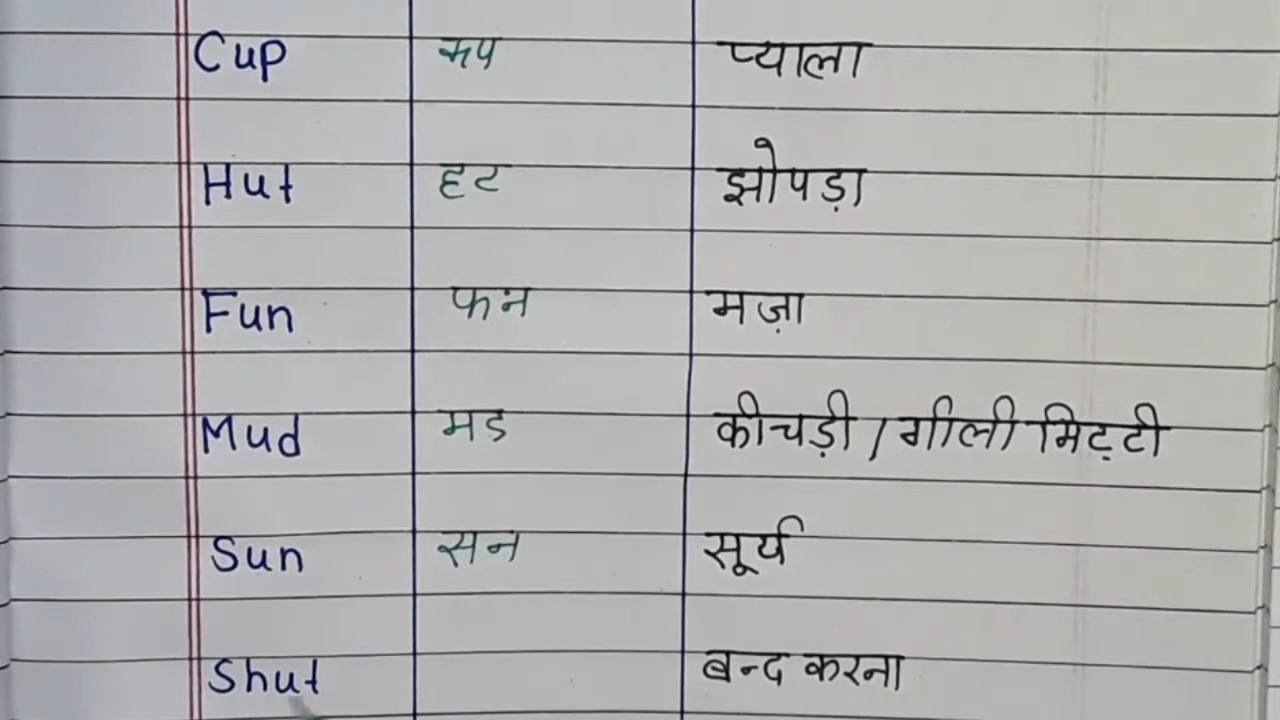 Cup कप प्याला
Hut हट झोपड़ा
Fun फन मज़ा
Mud मड कीचड़ी / गीली मिट्टी
Sun सन सूर्य
Shut बन्द करना